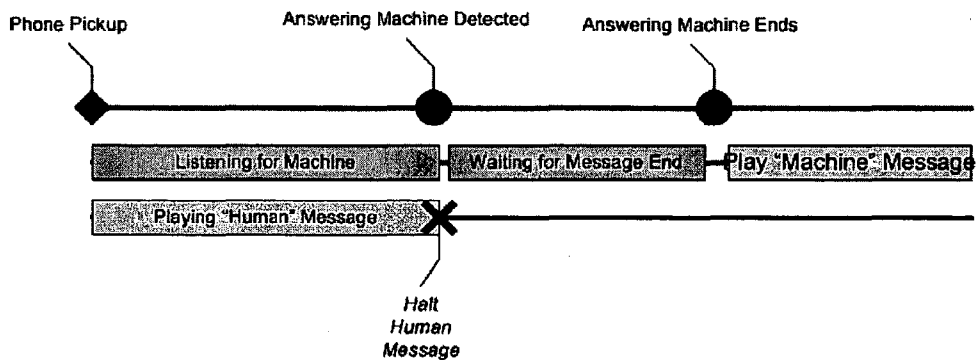 Phone Pickup
Answering Machine Detected
Answering Machine Ends
Listening for Machine
Waiting for Message End
Play "Machine" Message
Playing "Human" Message
Halt
Human
Message